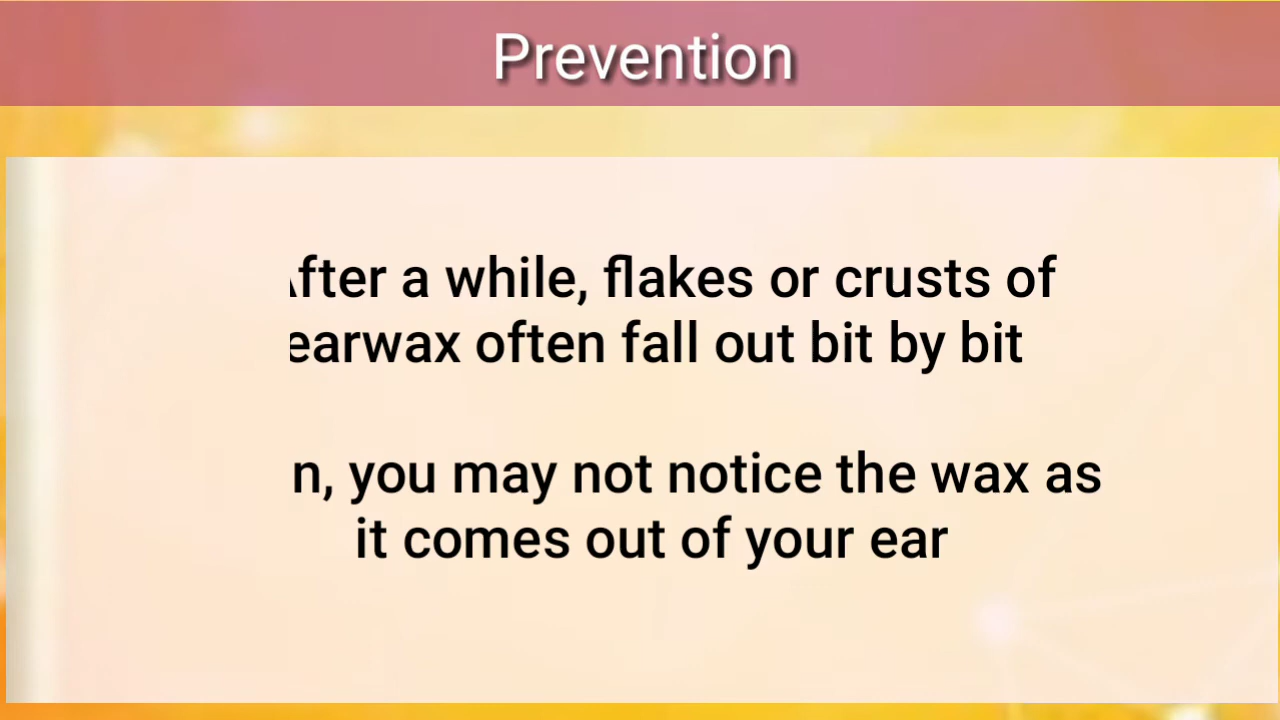 Prevention
After a while, flakes or crusts of
earwax often fall out bit by bit
you may not notice the wax as
it comes out of your ear